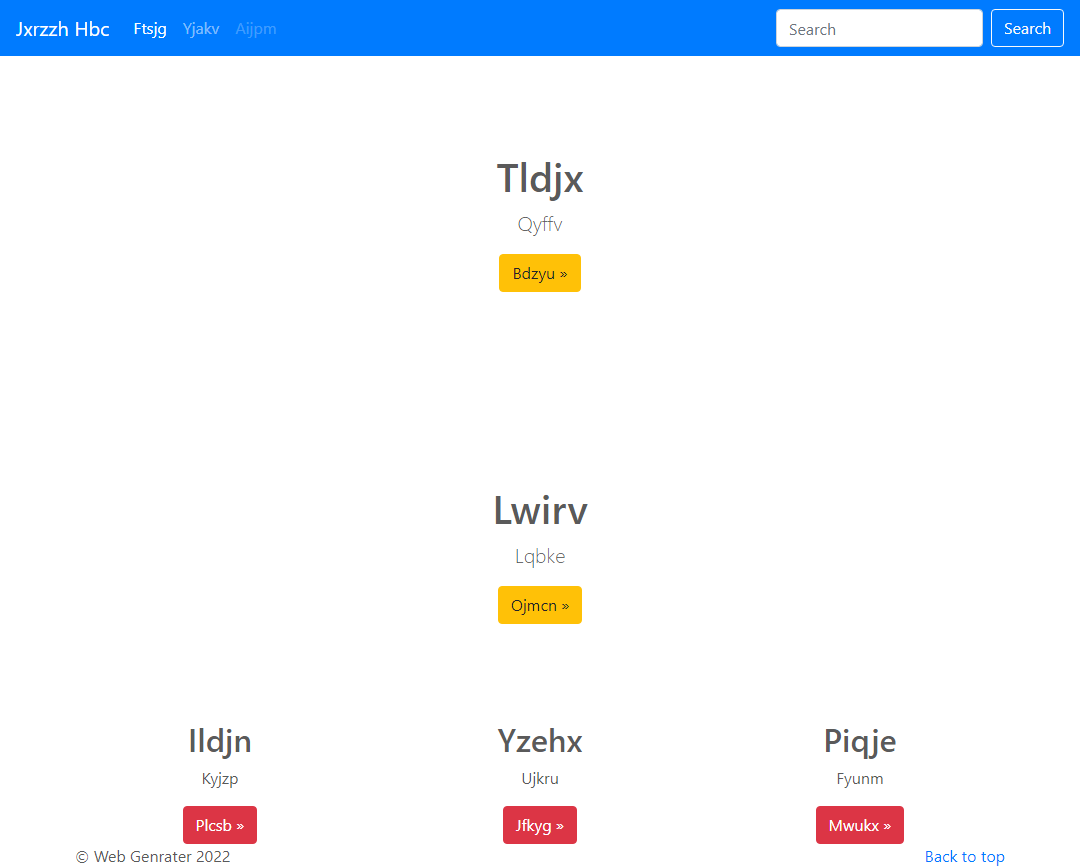 Jxrzzh Hbc Ftsjg Yjakv Aijpm Search Search
Tldjx
Qyffv
Bdzyu »
Lwirv
Lqbke
Ojmcn »
Ildjn Yzehx Piqje
Kyjzp Ujkru Fyunm
Plcsb » Jfkyg » Mwukx »
© Web Genrater 2022 Back to top